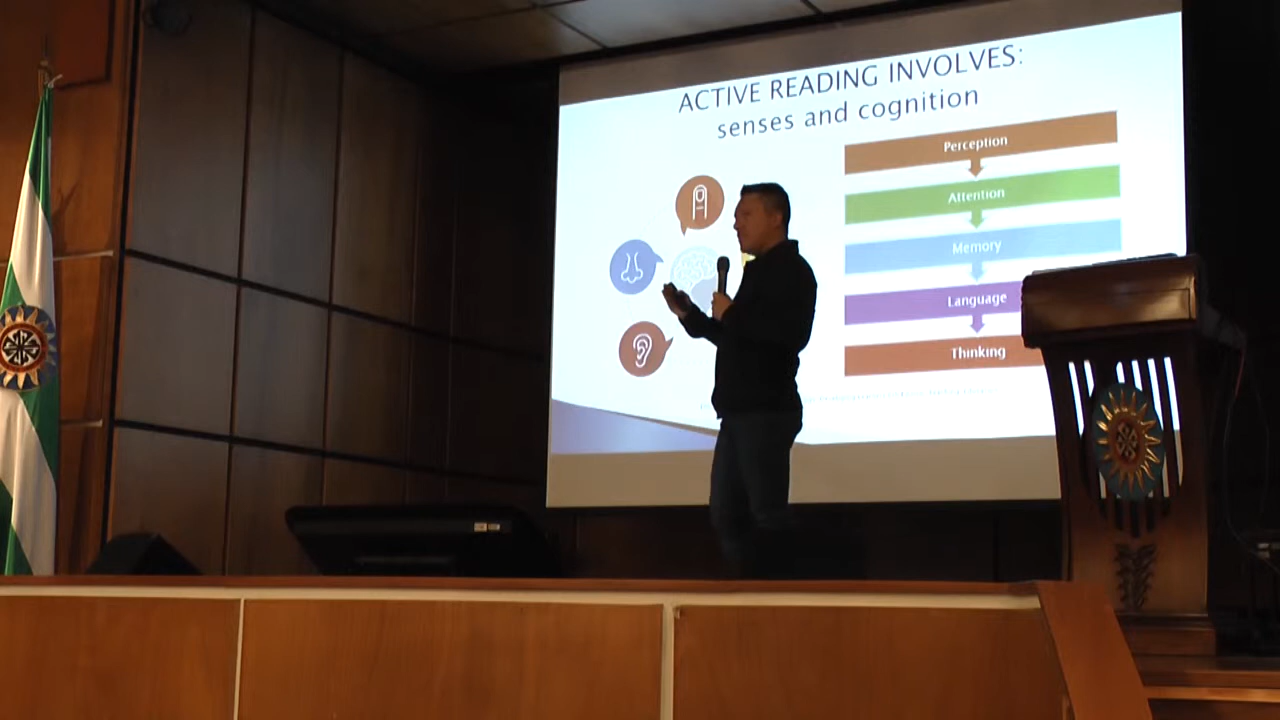 ACTIVE READING INVOLVES:
senses and cognition
Perception
Attention
Memory
Language
Thinking